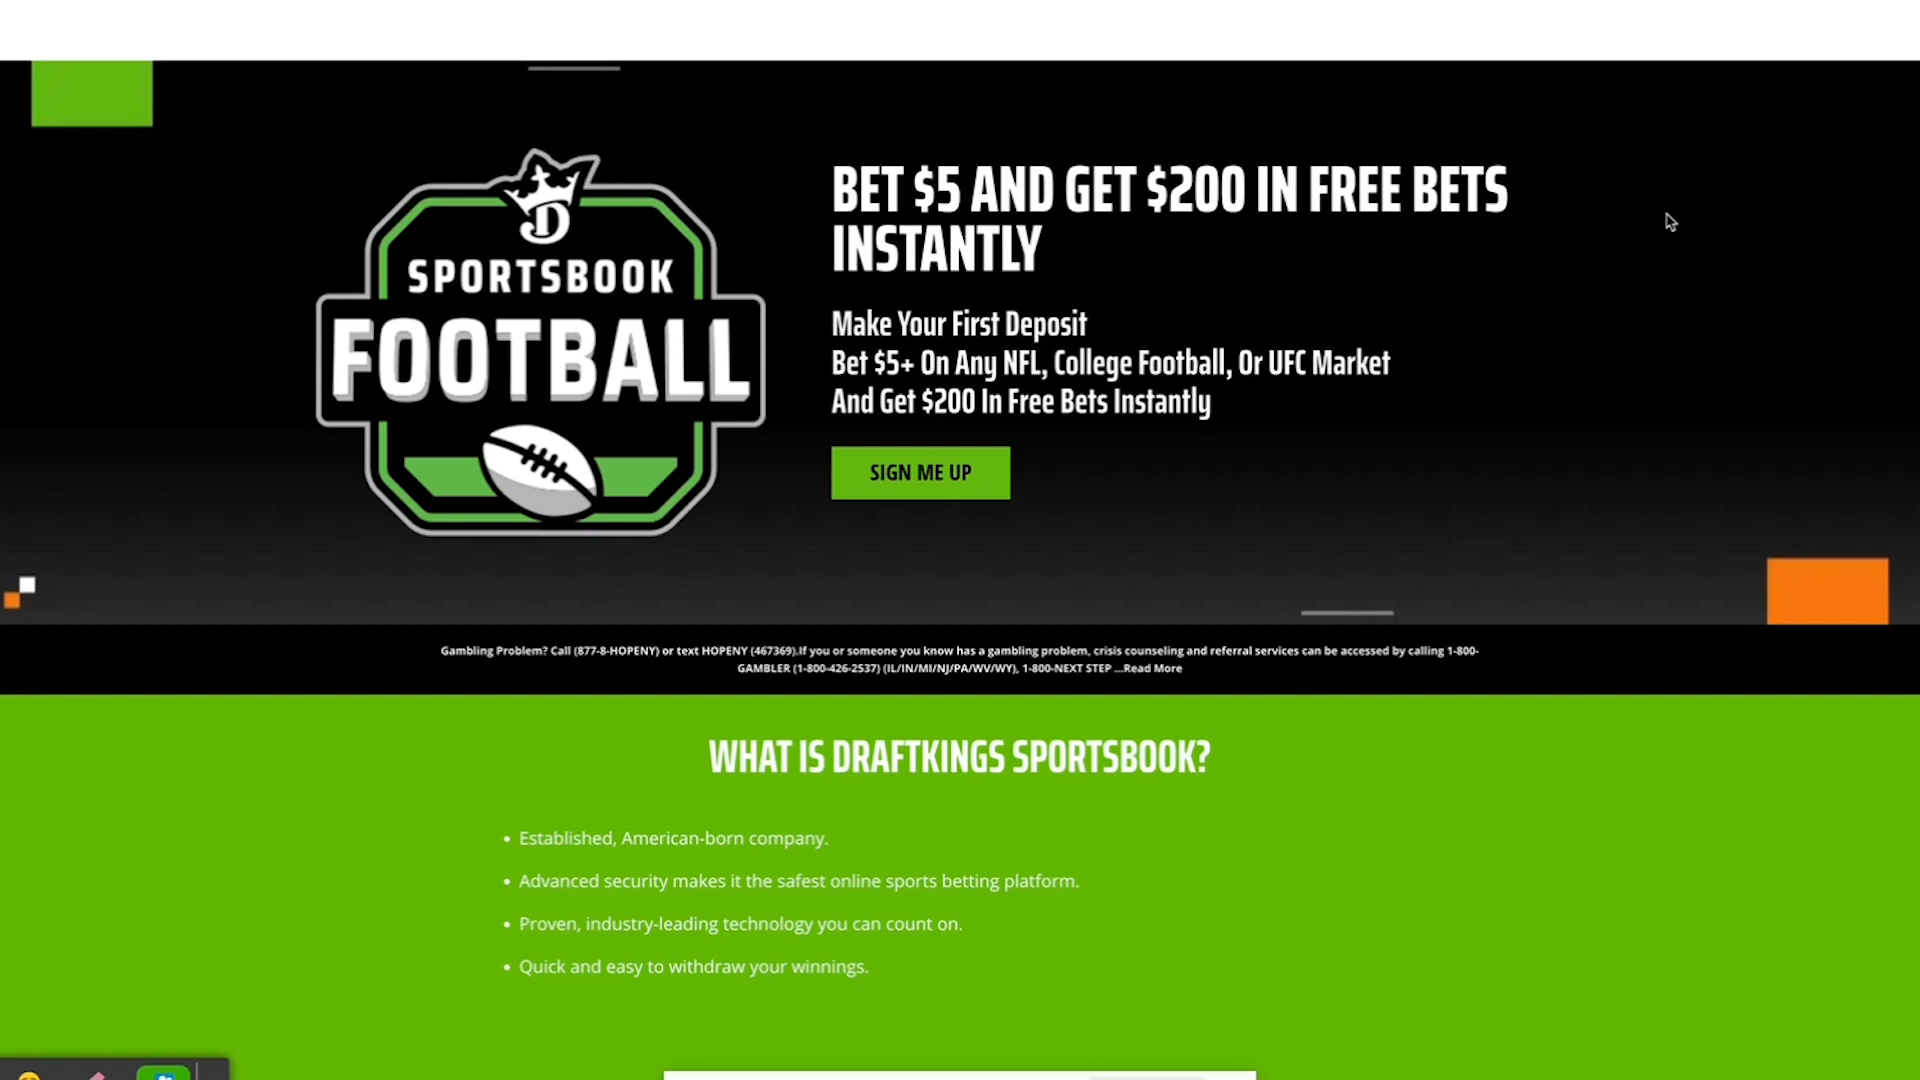 D
SPORTSBOOK
FOOTBALL
BET $5 AND GET $200 IN FREE BETS
INSTANTLY
Make Your First Deposit
Bet $5+ On Any NFL, College Football, Or UFC Market
And Get $200 In Free Bets Instantly
SIGN ME UP
Gambling Problem? Call (877-8-HOPENY) or text HOPENY (467369).If you or someone you know has a gambling problem, crisis counseling and referral services can be accessed by calling 1-800-
GAMBLER (1-800-426-2537) (IL/IN/MI/NJ/PA/WV/WY), 1-800-NEXT STEP ...Read More
WHAT IS DRAFTKINGS SPORTSBOOK?
• Established, American-born company.
• Advanced security makes it the safest online sports betting platform.
• Proven, industry-leading technology you can count on.
• Quick and easy to withdraw your winnings.